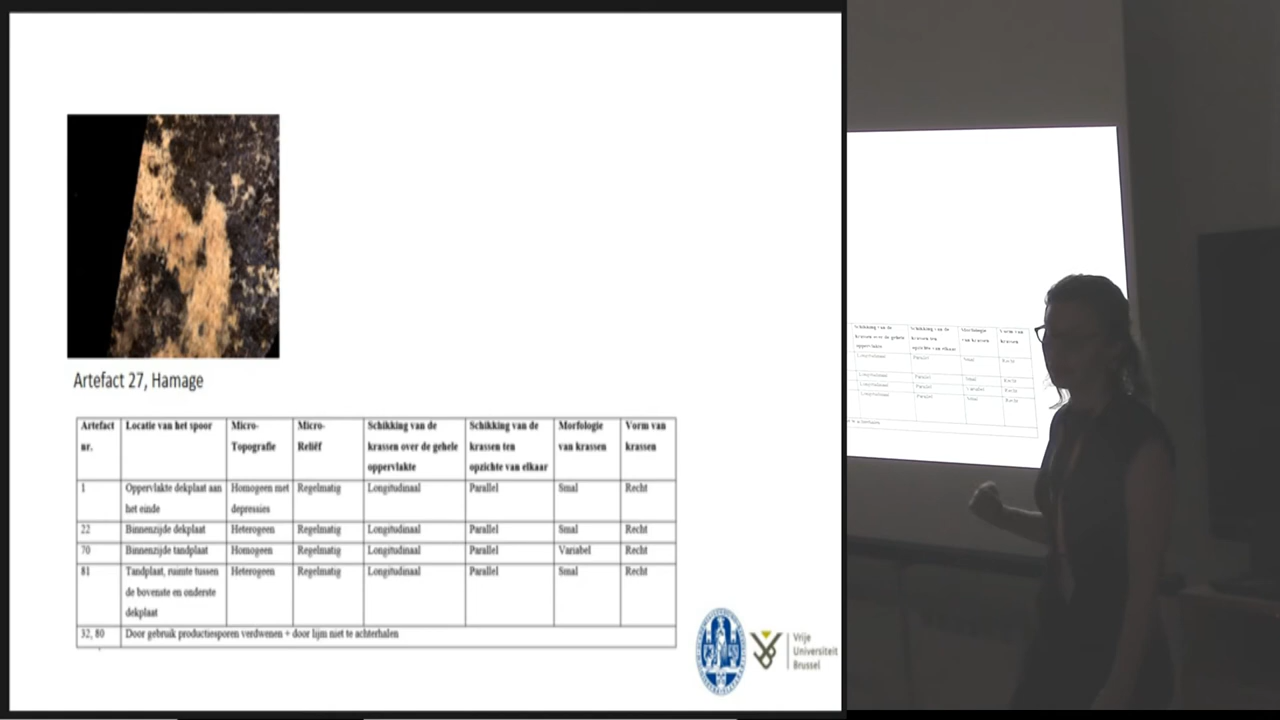 Artefact 27, Hamage
Artefact nr. Locatie van het spoor Micro-Topografie Micro-Reliëf Schikking van de krassen over de gehele oppervlakte Schikking van de krassen ten opzichte van elkaar Morfologie van krassen Vorm van krassen
1 Oppervlakte dekplaat aan het einde Homogeen met depressies Regelmatig Longitudinaal Parallel Smal Recht
22 Binnenzijde dekplaat Heterogeen Regelmatig Longitudinaal Parallel Smal Recht
70 Binnenzijde tandplaat Homogeen Regelmatig Longitudinaal Parallel Variabel Recht
81 Tandplaat, ruimte tussen de bovenste en onderste dekplaat Heterogeen Regelmatig Longitudinaal Parallel Smal Recht
32, 80 Door gebruik productiesporen verdwenen + door lijm niet te achterhalen
Vrije
Universiteit
Brussel